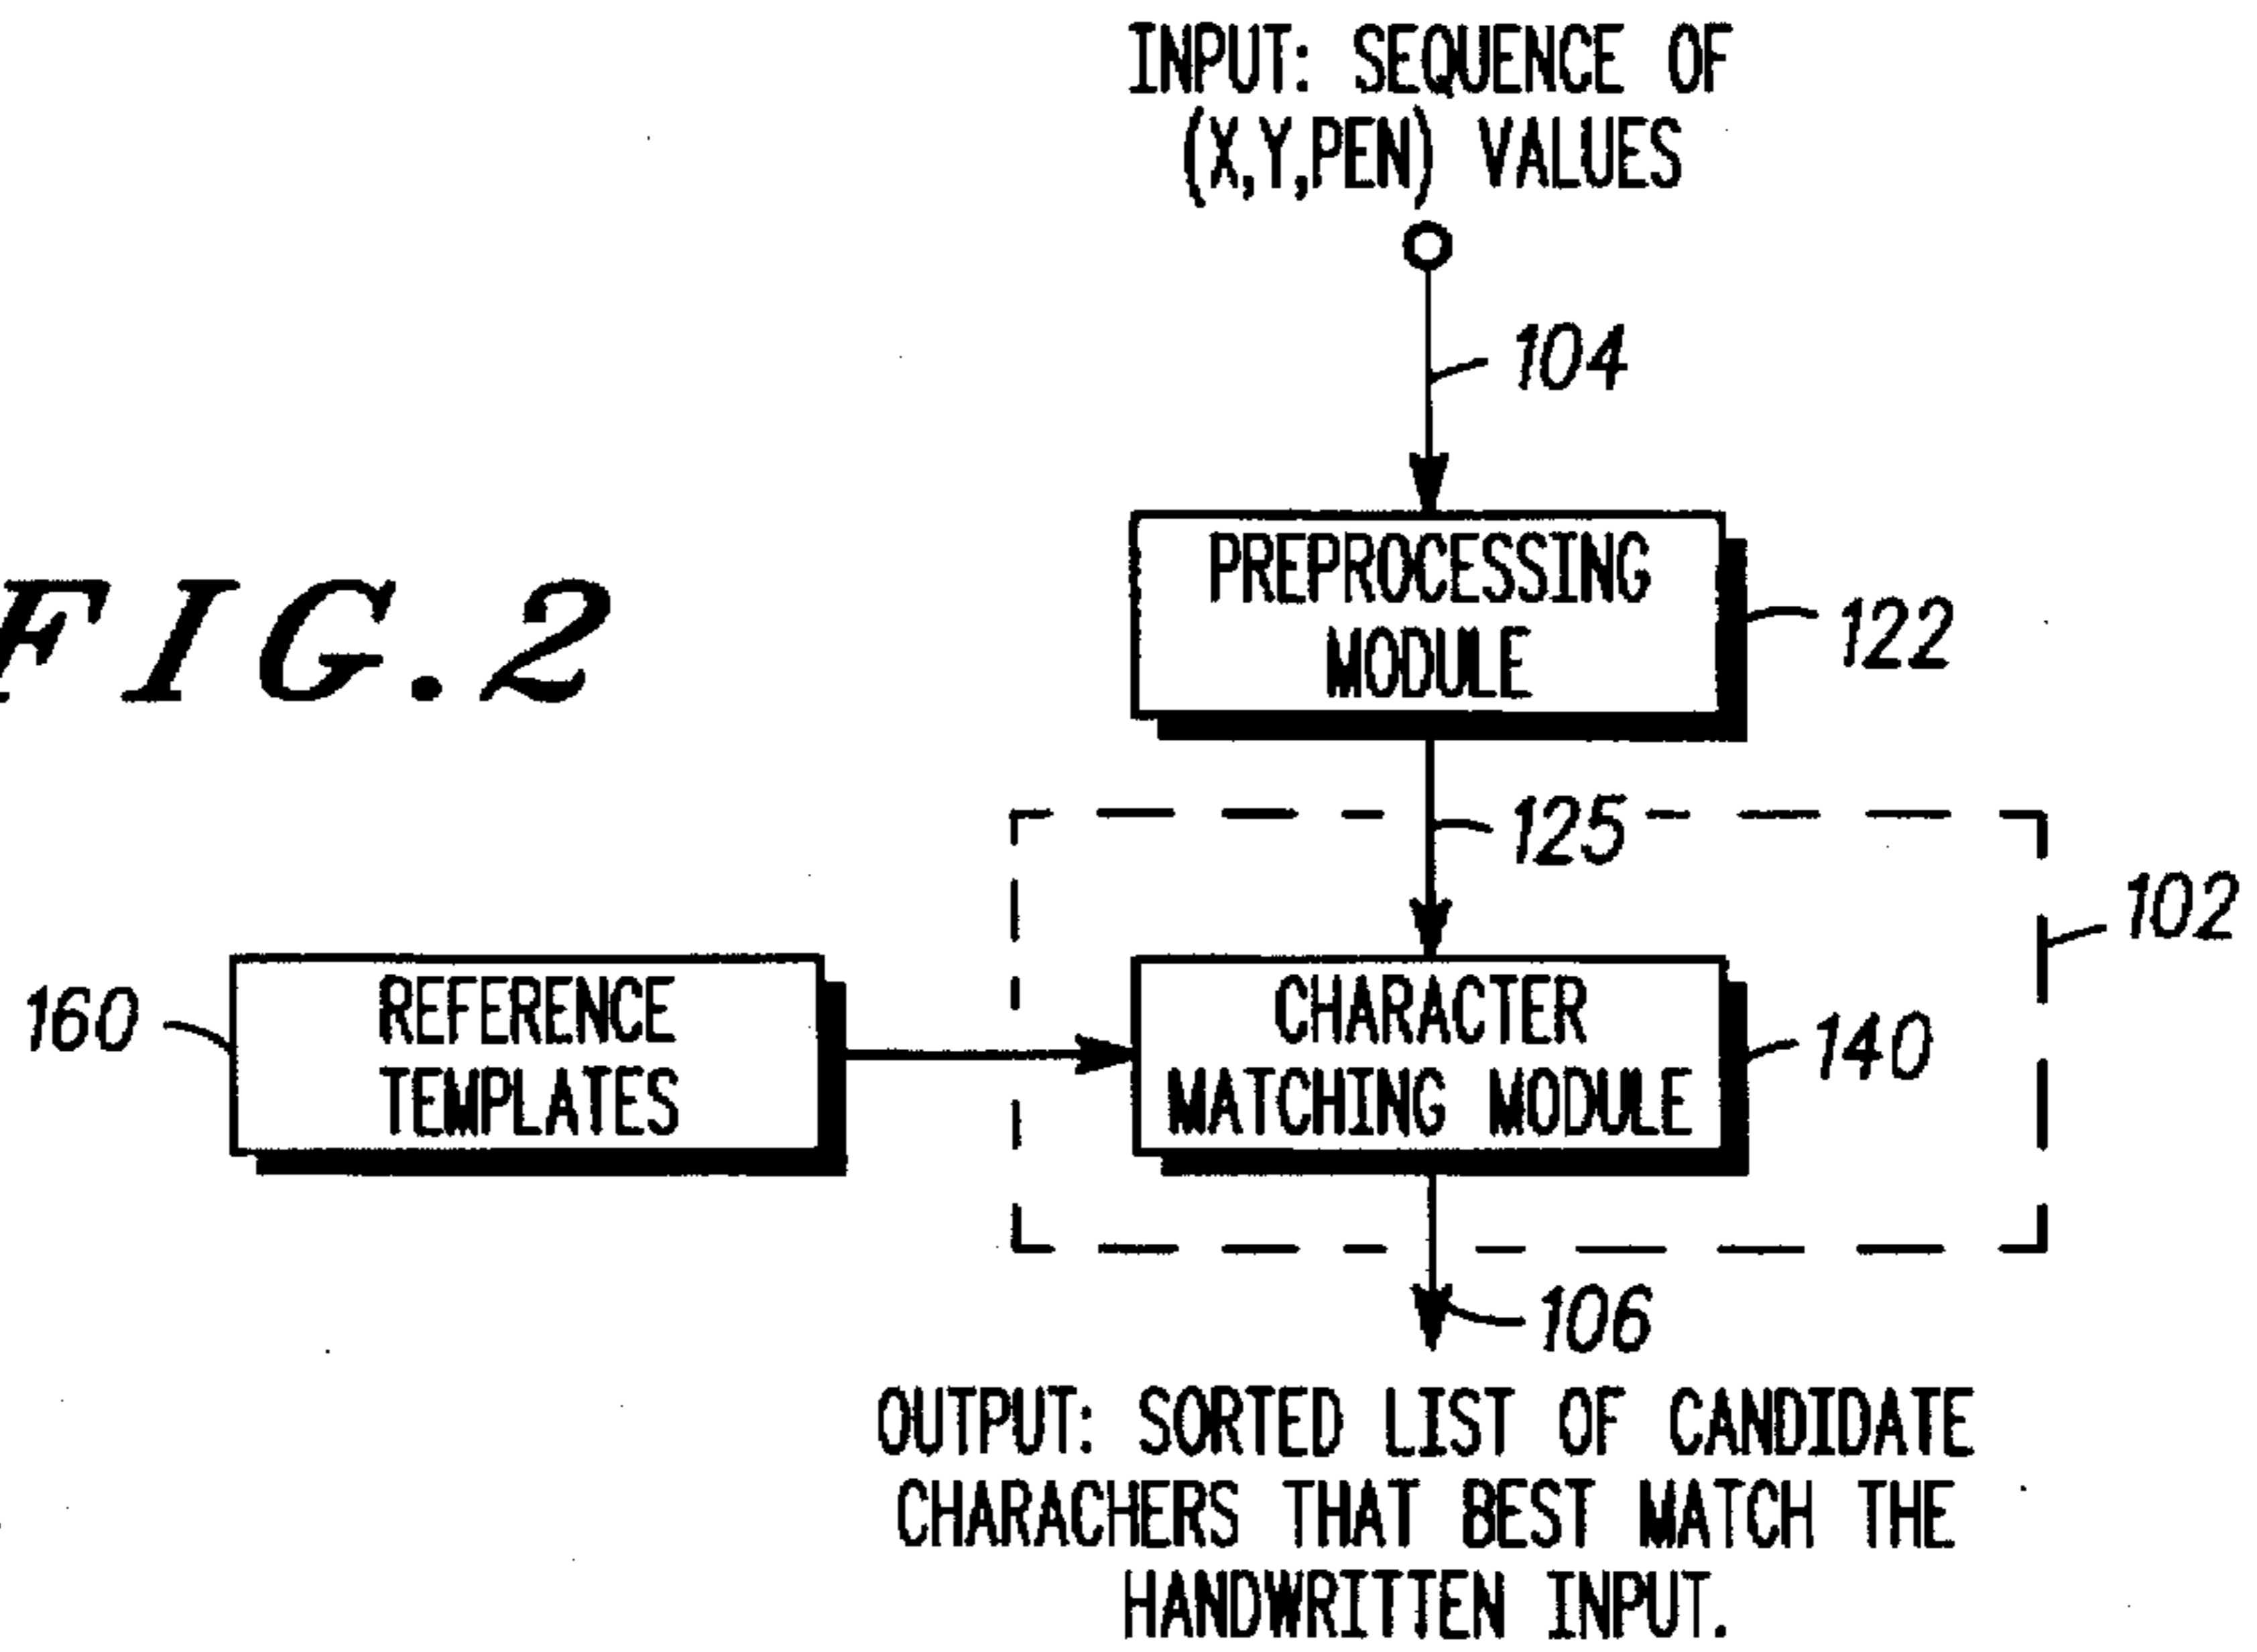 INPUT: SEQUENCE OF
(X,Y,PEN) VALUES
104
PREPROCESSING
MODULE
122
FIG.2
125
102
160
REFERENCE
TEMPLATES
CHARACTER
MATCHING MODULE
140
106
OUTPUT: SORTED LIST OF CANDIDATE
CHARACHERS THAT BEST MATCH THE
HANDWRITTEN INPUT.